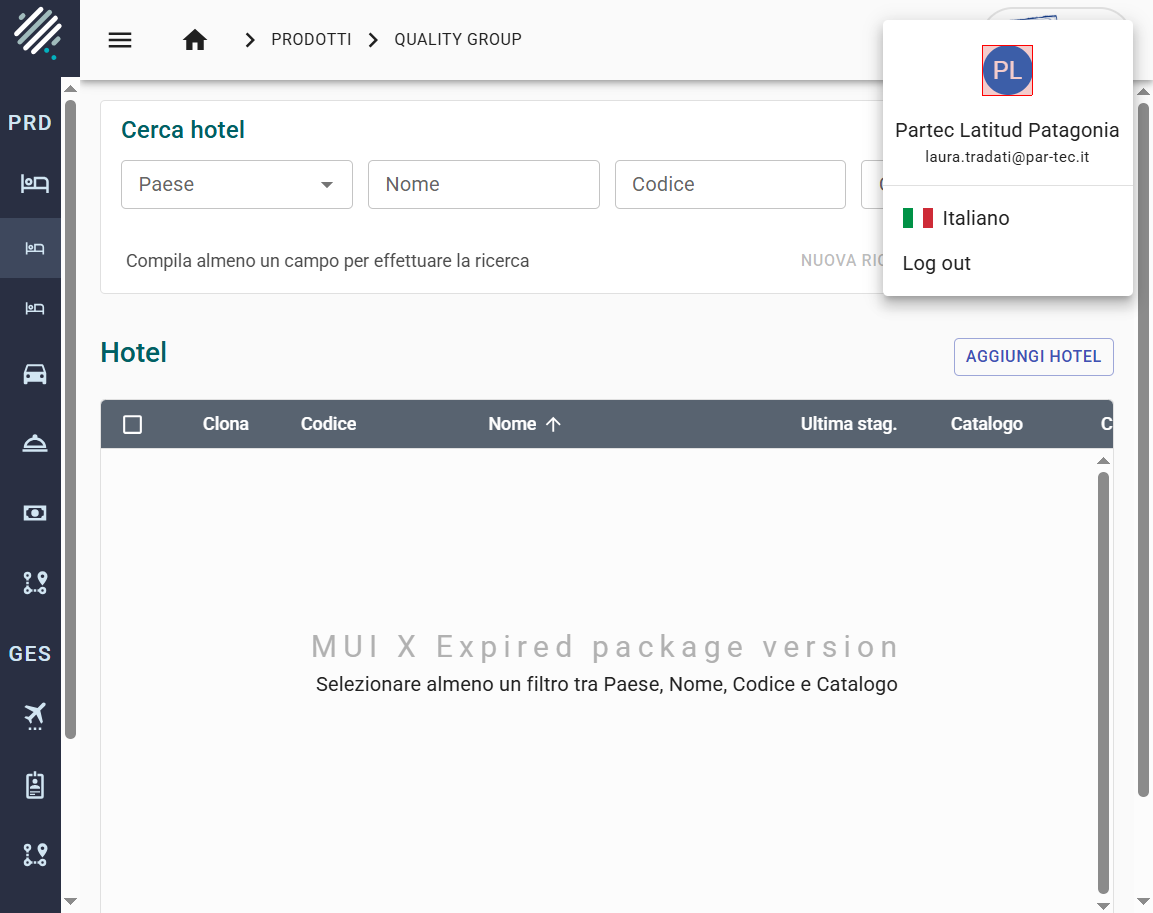 PRODOTTI
QUALITY GROUP
PL
Partec Latitud Patagonia
laura.tradati@par-tec.it
Italiano
Log out
PRD
Cerca hotel
Paese
Nome
Codice
Compila almeno un campo per effettuare la ricerca
NUOVA RIC
Hotel
AGGIUNGI HOTEL
Clona
Codice
Nome
Ultima stag.
Catalogo
C
MUI X Expired package version
Selezionare almeno un filtro tra Paese, Nome, Codice e Catalogo
GES